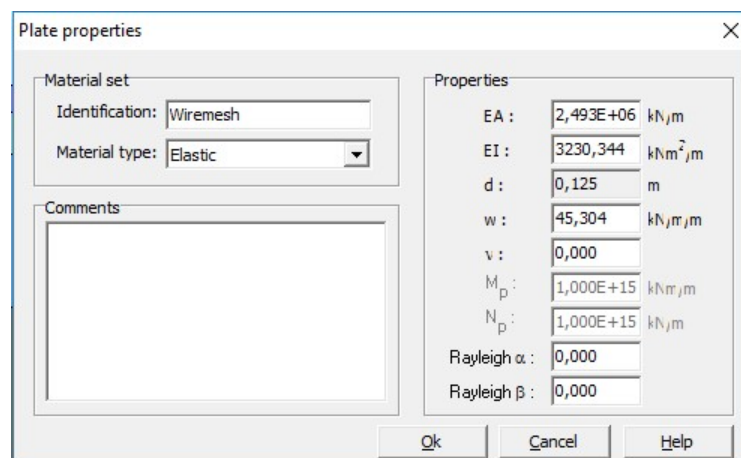 Plate properties
Material set
Identification: Wiremesh
Material type: Elastic
Comments
Properties
EA : 2,493E+06 kN/m
EI : 3230,344 kNm²/m
d : 0,125 m
w : 45,304 kN/m/m
ν : 0,000
Mp : 1,000E+15 kNm/m
Np : 1,000E+15 kN/m
Rayleigh α : 0,000
Rayleigh β : 0,000
Ok Cancel Help